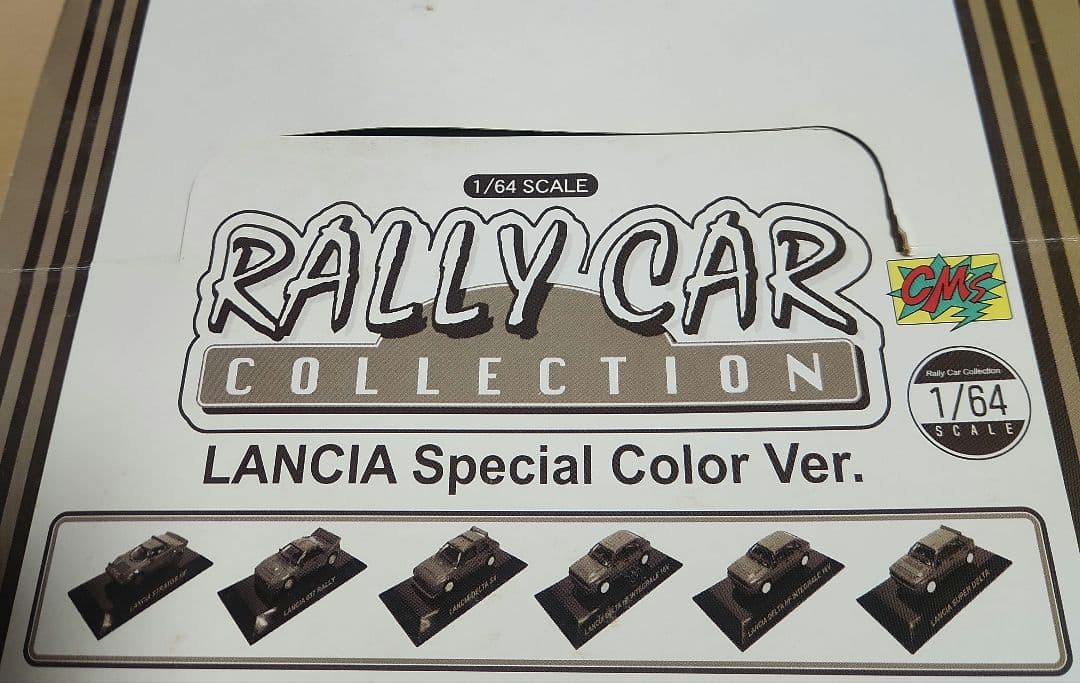 1/64 SCALE
RALLY CAR
COLLECTION
CM's
Rally Car Collection
1/64
SCALE
LANCIA Special Color Ver.
LANCIA STRATOS HF
LANCIA 037 RALLY
LANCIA DELTA S4
LANCIA DELTA HF INTEGRALE 16V
LANCIA DELTA HF INTEGRALE 16V
LANCIA SUPER DELTA